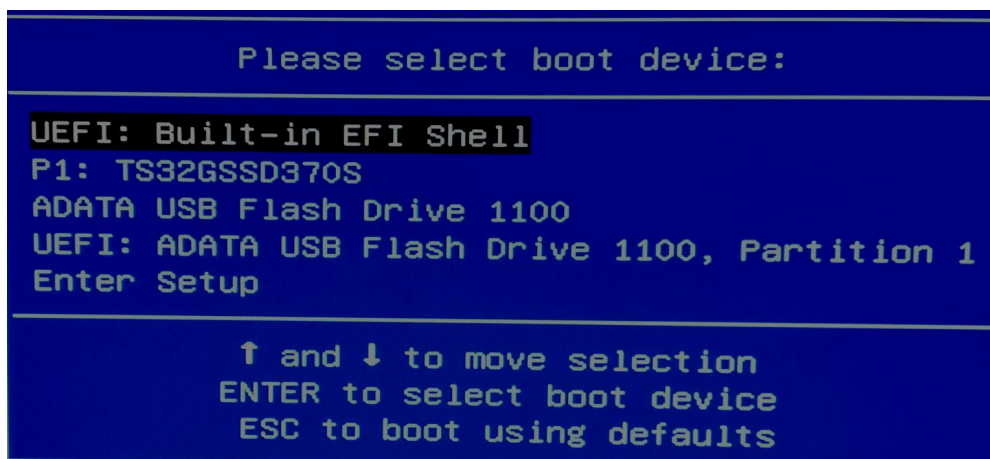 Please select boot device:
UEFI: Built-in EFI Shell
P1: TS32GSSD370S
ADATA USB Flash Drive 1100
UEFI: ADATA USB Flash Drive 1100, Partition 1
Enter Setup
↑ and ↓ to move selection
ENTER to select boot device
ESC to boot using defaults